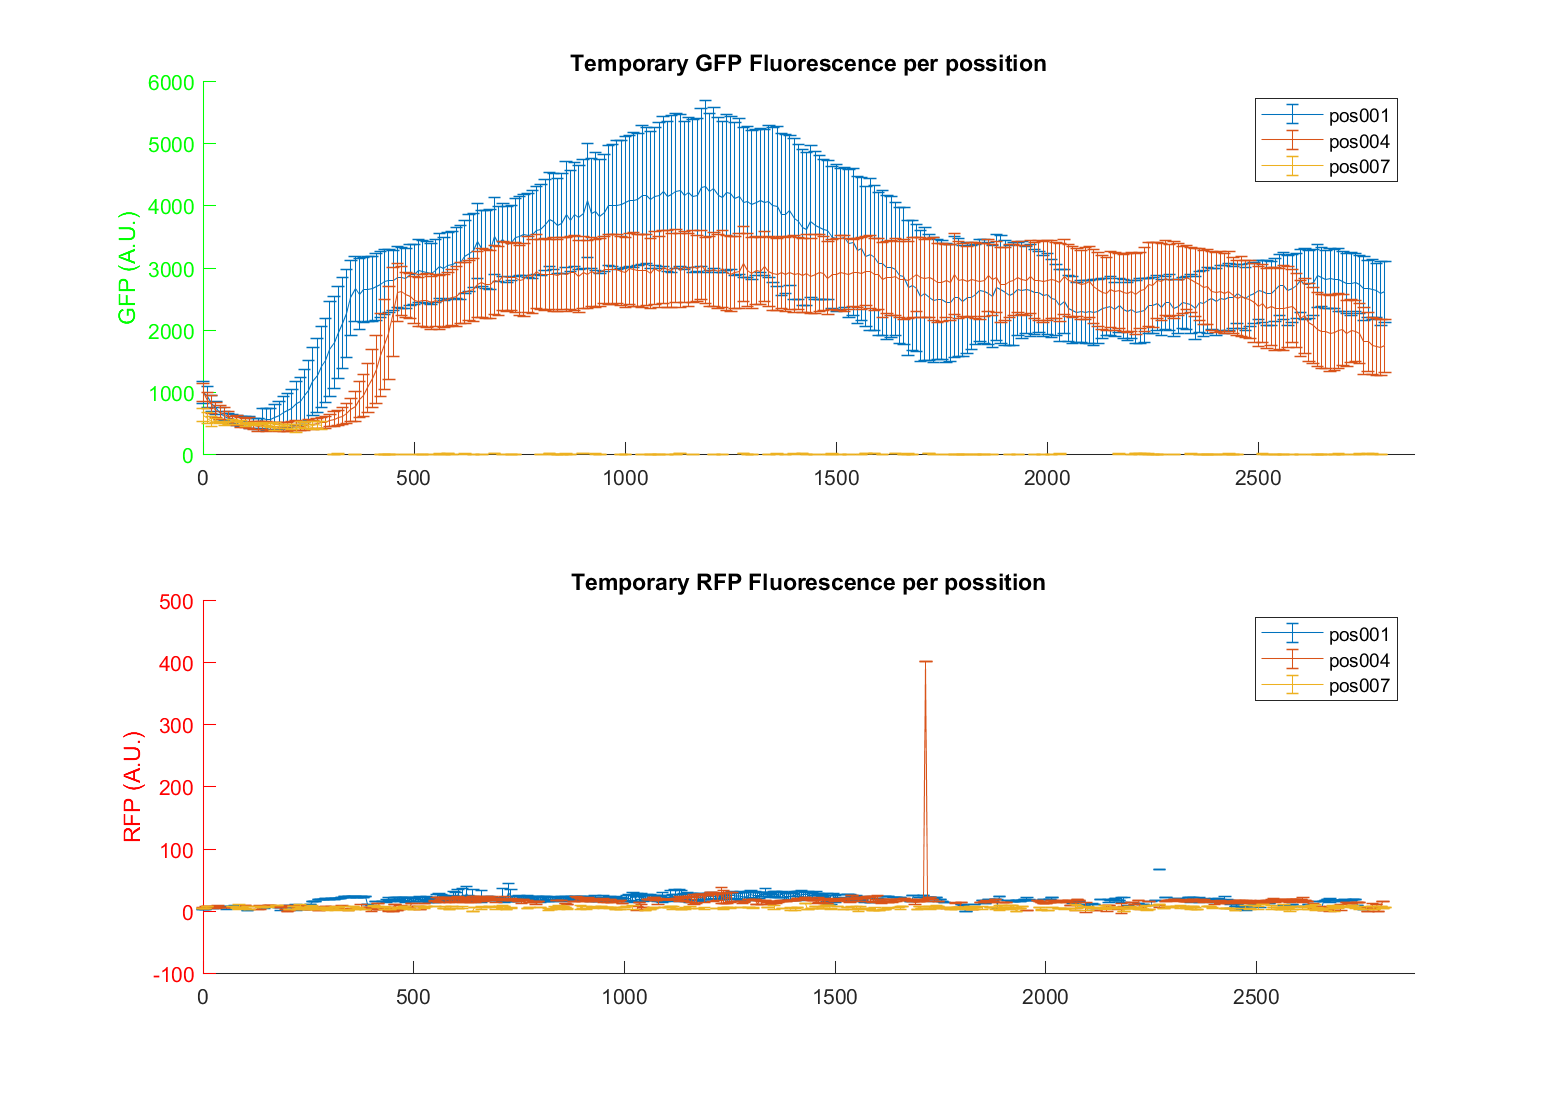 Temporary GFP Fluorescence per possition
6000
5000
4000
3000
2000
1000
0
GFP (A.U.)
pos001
pos004
pos007
0 500 1000 1500 2000 2500
Temporary RFP Fluorescence per possition
500
400
300
200
100
0
-100
RFP (A.U.)
pos001
pos004
pos007
0 500 1000 1500 2000 2500